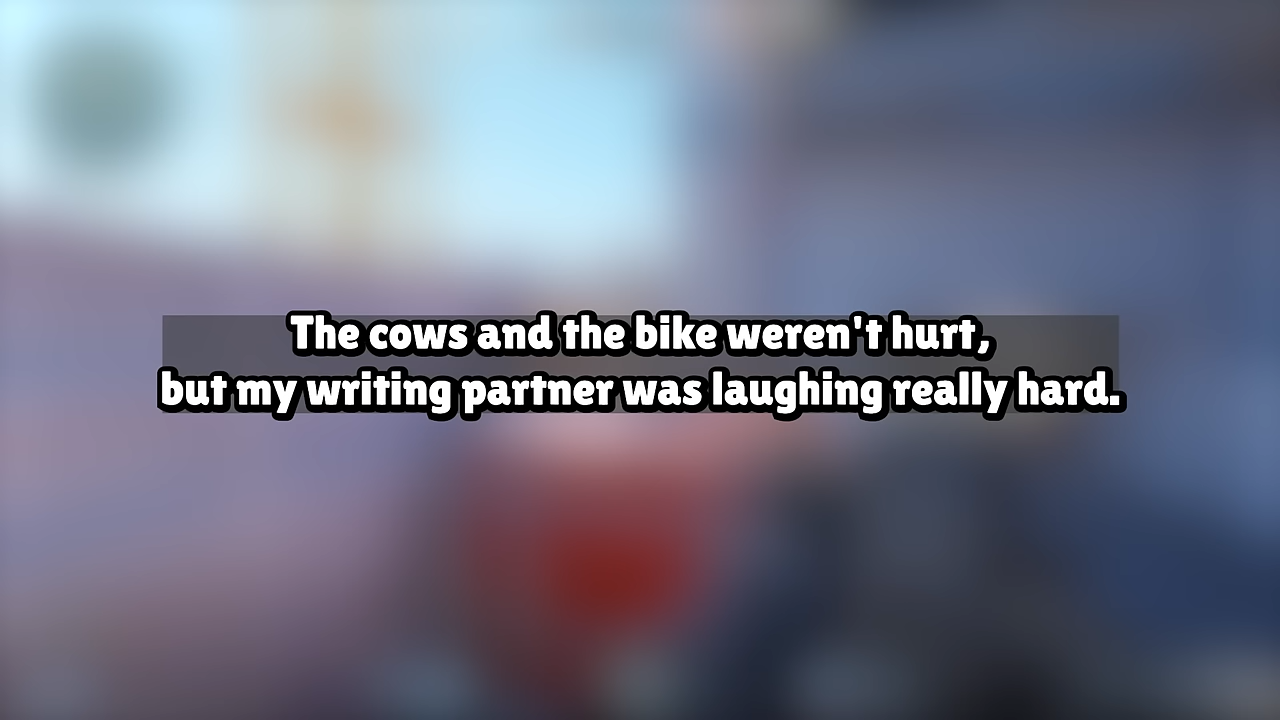 The cows and the bike weren't hurt,
but my writing partner was laughing really hard.